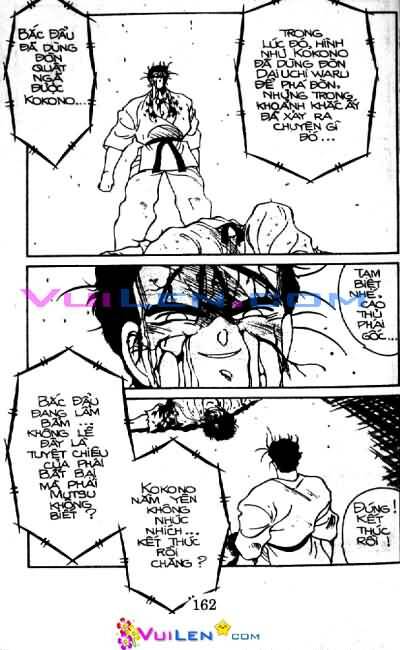 BẮC ĐẨU
ĐÃ DÙNG
ĐÒN
QUẬT
NGÃ
ĐƯỢC
KOKONO...
TRONG
LÚC ĐÓ, HÌNH
NHƯ KOKONO
ĐÃ DÙNG ĐÒN
DAIUCHI WARU
ĐỂ PHÁ ĐÒN,
NHƯNG TRONG
KHOẢNH KHẮC ẤY
ĐÃ XẢY RA
CHUYỆN GÌ
ĐÓ...
TẠM
BIỆT
NHÉ,
CAO
THỦ
PHÁI
GỐC...
VUILEN.COM
BẮC ĐẨU
ĐANG LẨM
BẨM...
KHÔNG LẼ
ĐÂY LÀ
TUYỆT CHIÊU
CỦA PHÁI
BẤT BẠI
MÀ PHÁI
MUTSU
KHÔNG
BIẾT?
KOKONO
NẰM YÊN
KHÔNG
NHÚC
NHÍCH...
KẾT THÚC
RỒI
CHĂNG?
ĐÚNG!
KẾT
THÚC
RỒI!
162
VUILEN.COM